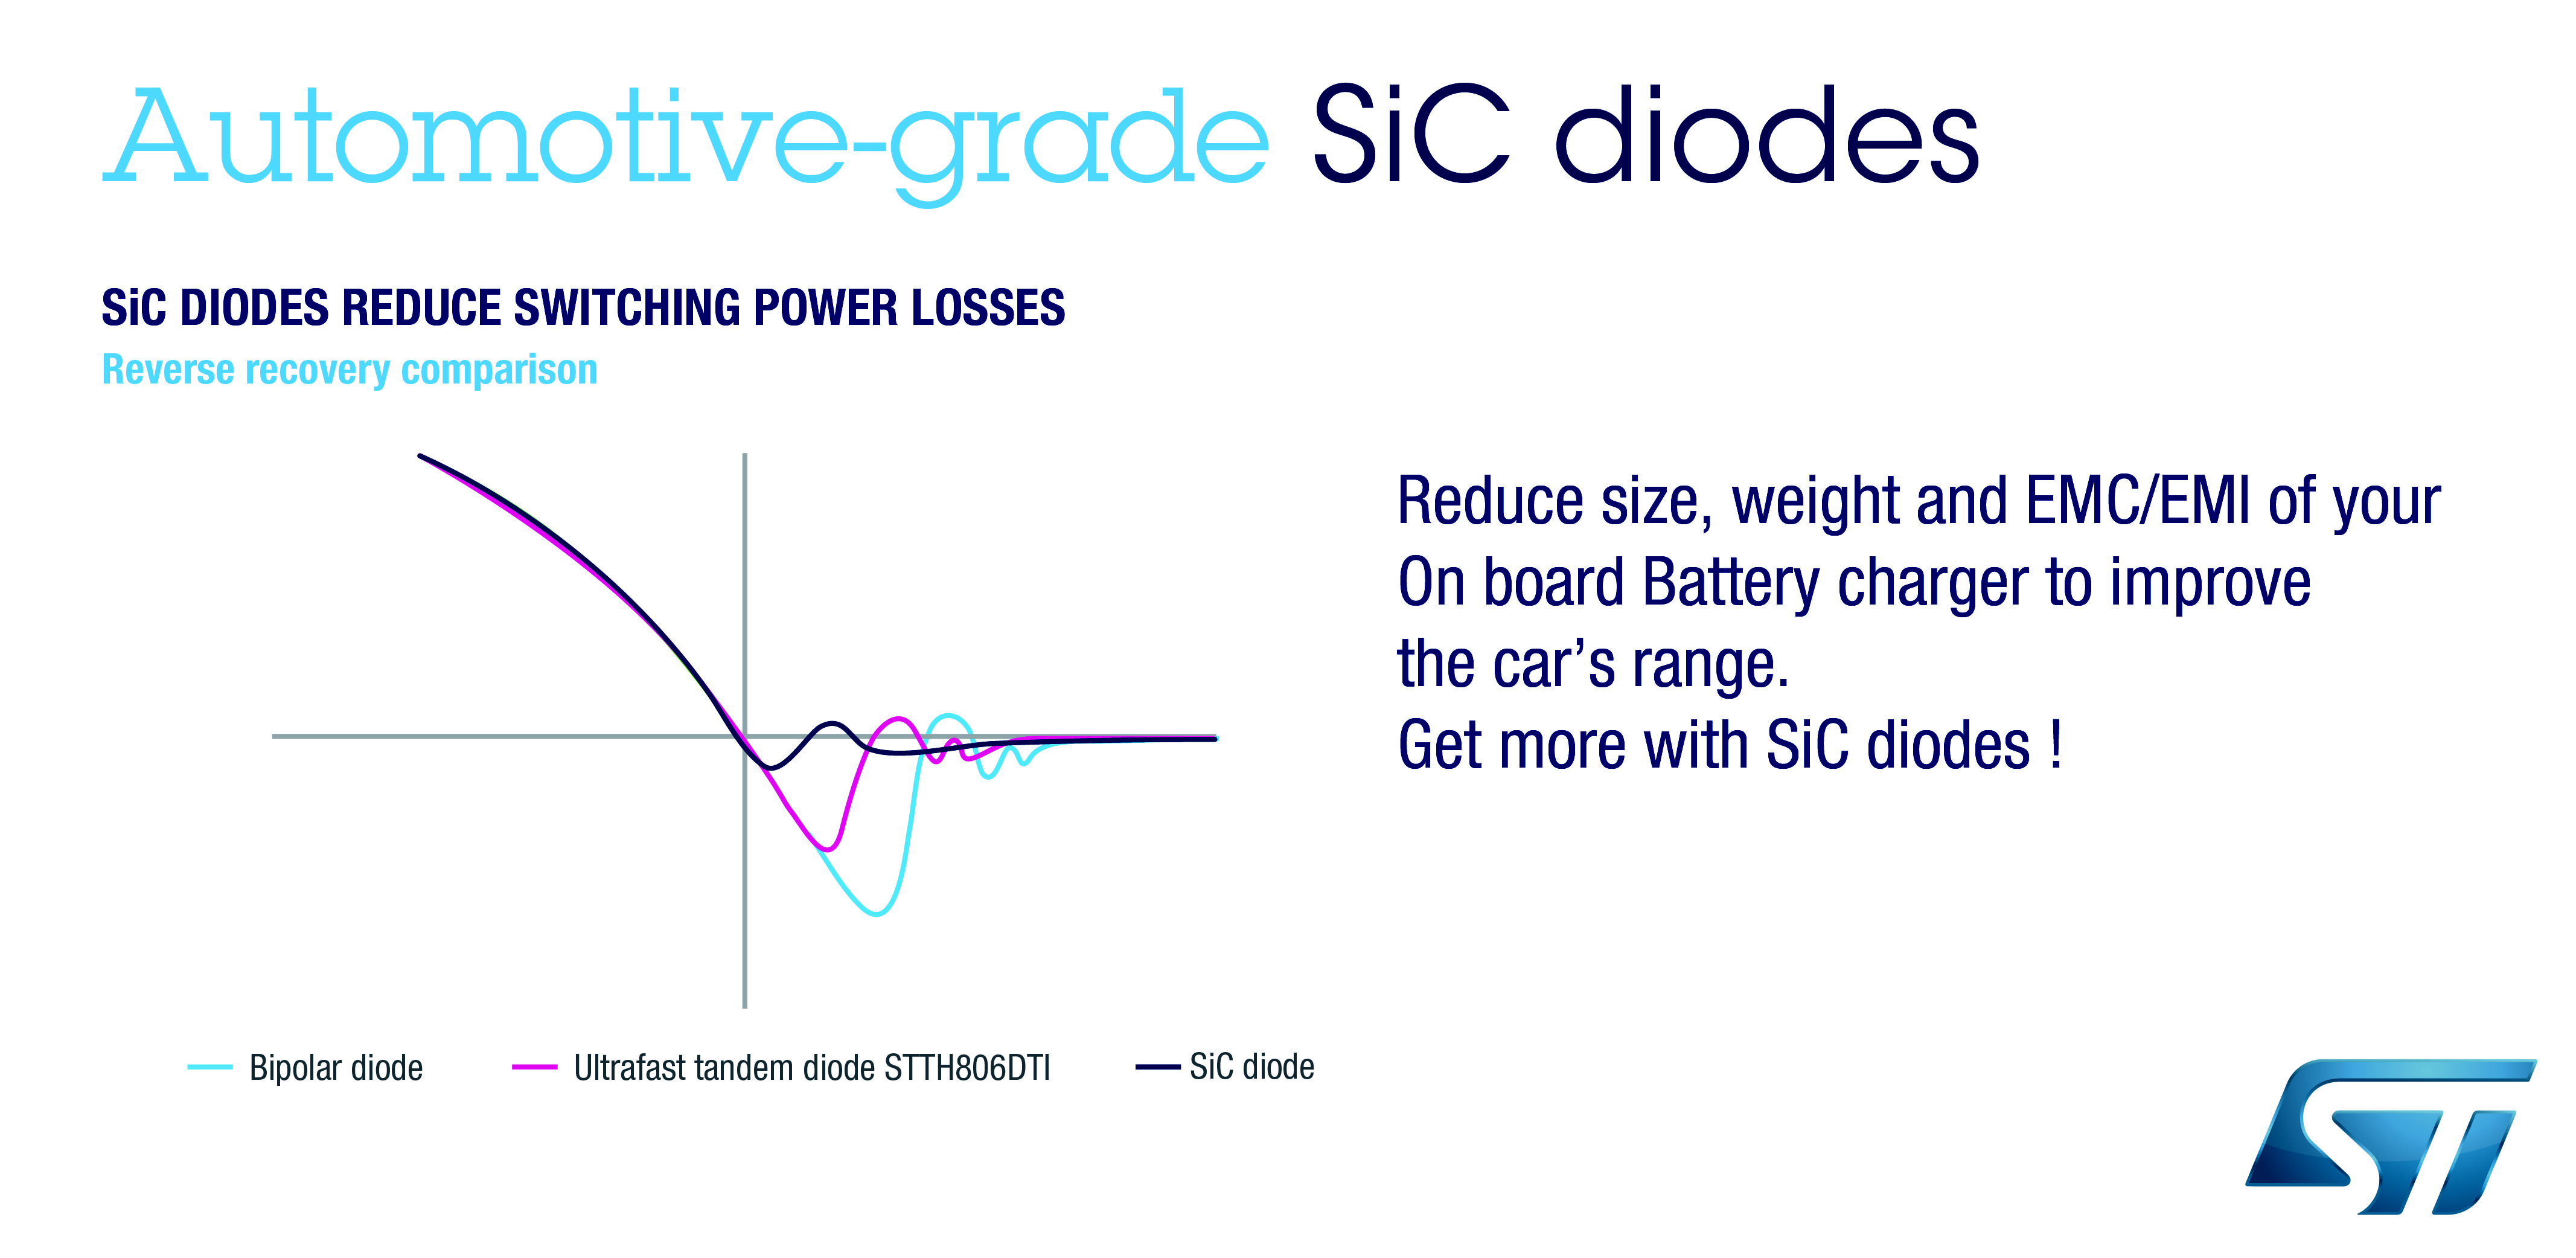 Automotive-grade SiC diodes
SiC DIODES REDUCE SWITCHING POWER LOSSES
Reverse recovery comparison
Reduce size, weight and EMC/EMI of your
On board Battery charger to improve
the car’s range.
Get more with SiC diodes !
Bipolar diode
Ultrafast tandem diode STTH806DTI
SiC diode
ST